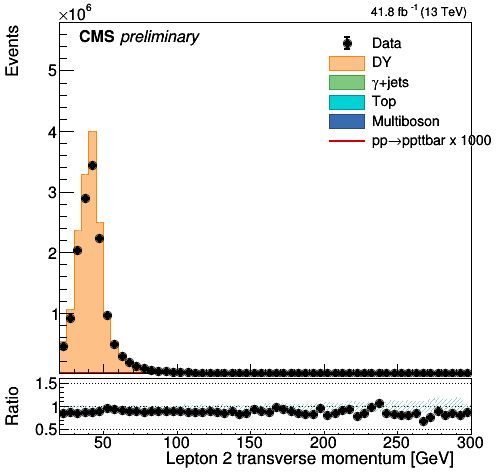 ×10⁶
41.8 fb⁻¹ (13 TeV)
CMS preliminary
Events
5
4
3
2
1
Data
DY
γ+jets
Top
Multiboson
pp→ppttbar x 1000
Ratio
1.5
1
0.5
50 100 150 200 250 300
Lepton 2 transverse momentum [GeV]